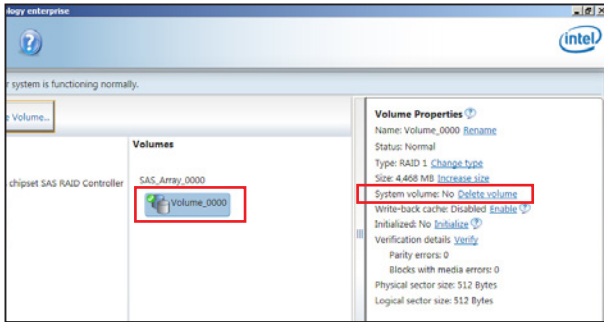 ology enterprise
intel
r system is functioning normally.
e Volume...
Volumes
chipset SAS RAID Controller
SAS_Array_0000
Volume_0000
Volume Properties
Name: Volume_0000 Rename
Status: Normal
Type: RAID 1 Change type
Size: 4,468 MB Increase size
System volume: No Delete volume
Write-back cache: Disabled Enable
Initialized: No Initialize
Verification details Verify
Parity errors: 0
Blocks with media errors: 0
Physical sector size: 512 Bytes
Logical sector size: 512 Bytes